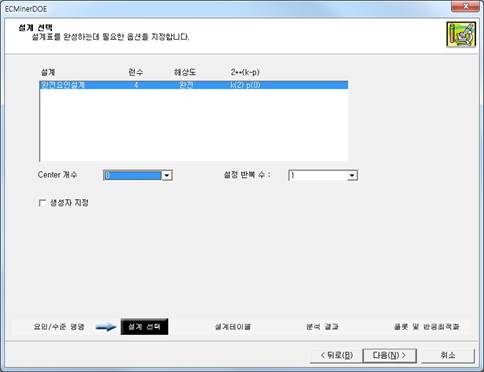 ECMinerDOE
설계 선택
설계표를 완성하는데 필요한 옵션을 지정합니다.
설계 런수 해상도 2**(k-p)
완전요인설계 4 완전 k(2) p(0)
Center 개수 0 설정 반복 수 : 1
생성자 지정
요인/수준 명명 설계 선택 설계테이블 분석 결과 플롯 및 반응최적화
< 뒤로(B) 다음(N) > 취소